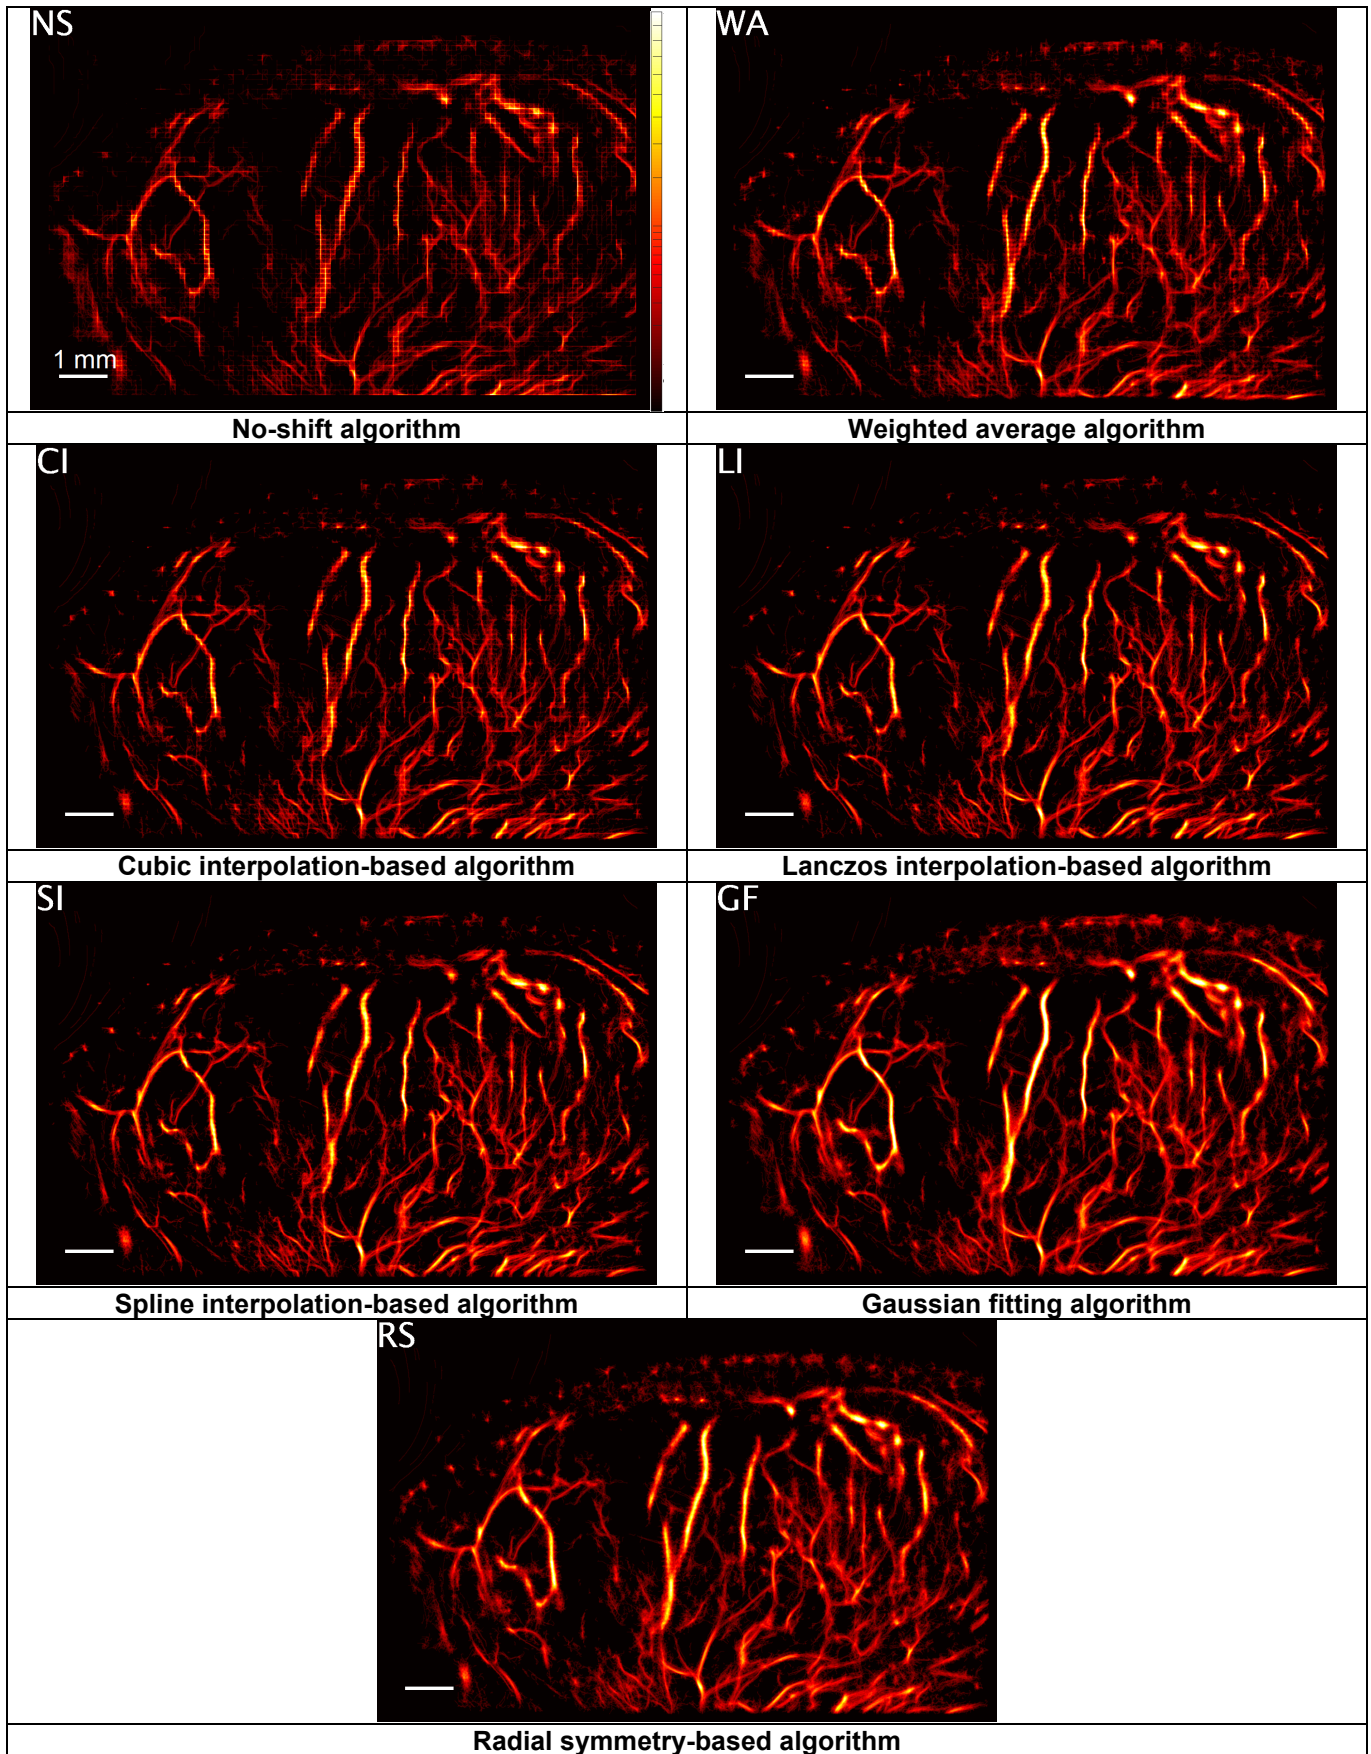 NS
WA
1 mm
No-shift algorithm
Weighted average algorithm
CI
LI
Cubic interpolation-based algorithm
Lanczos interpolation-based algorithm
SI
GF
Spline interpolation-based algorithm
Gaussian fitting algorithm
RS
Radial symmetry-based algorithm